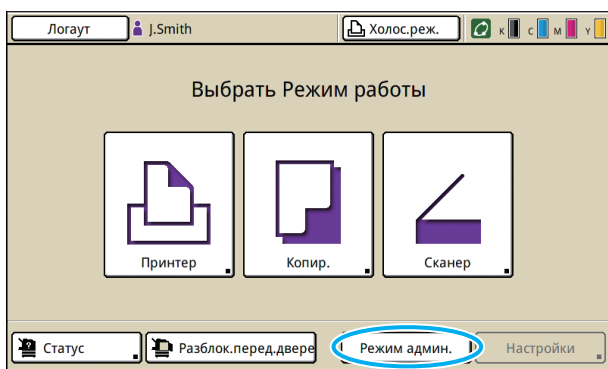 Логаут J.Smith Холос.реж. K C M Y
Выбрать Режим работы
Принтер Копир. Сканер
Статус Разблок.перед.двере Режим админ. Настройки